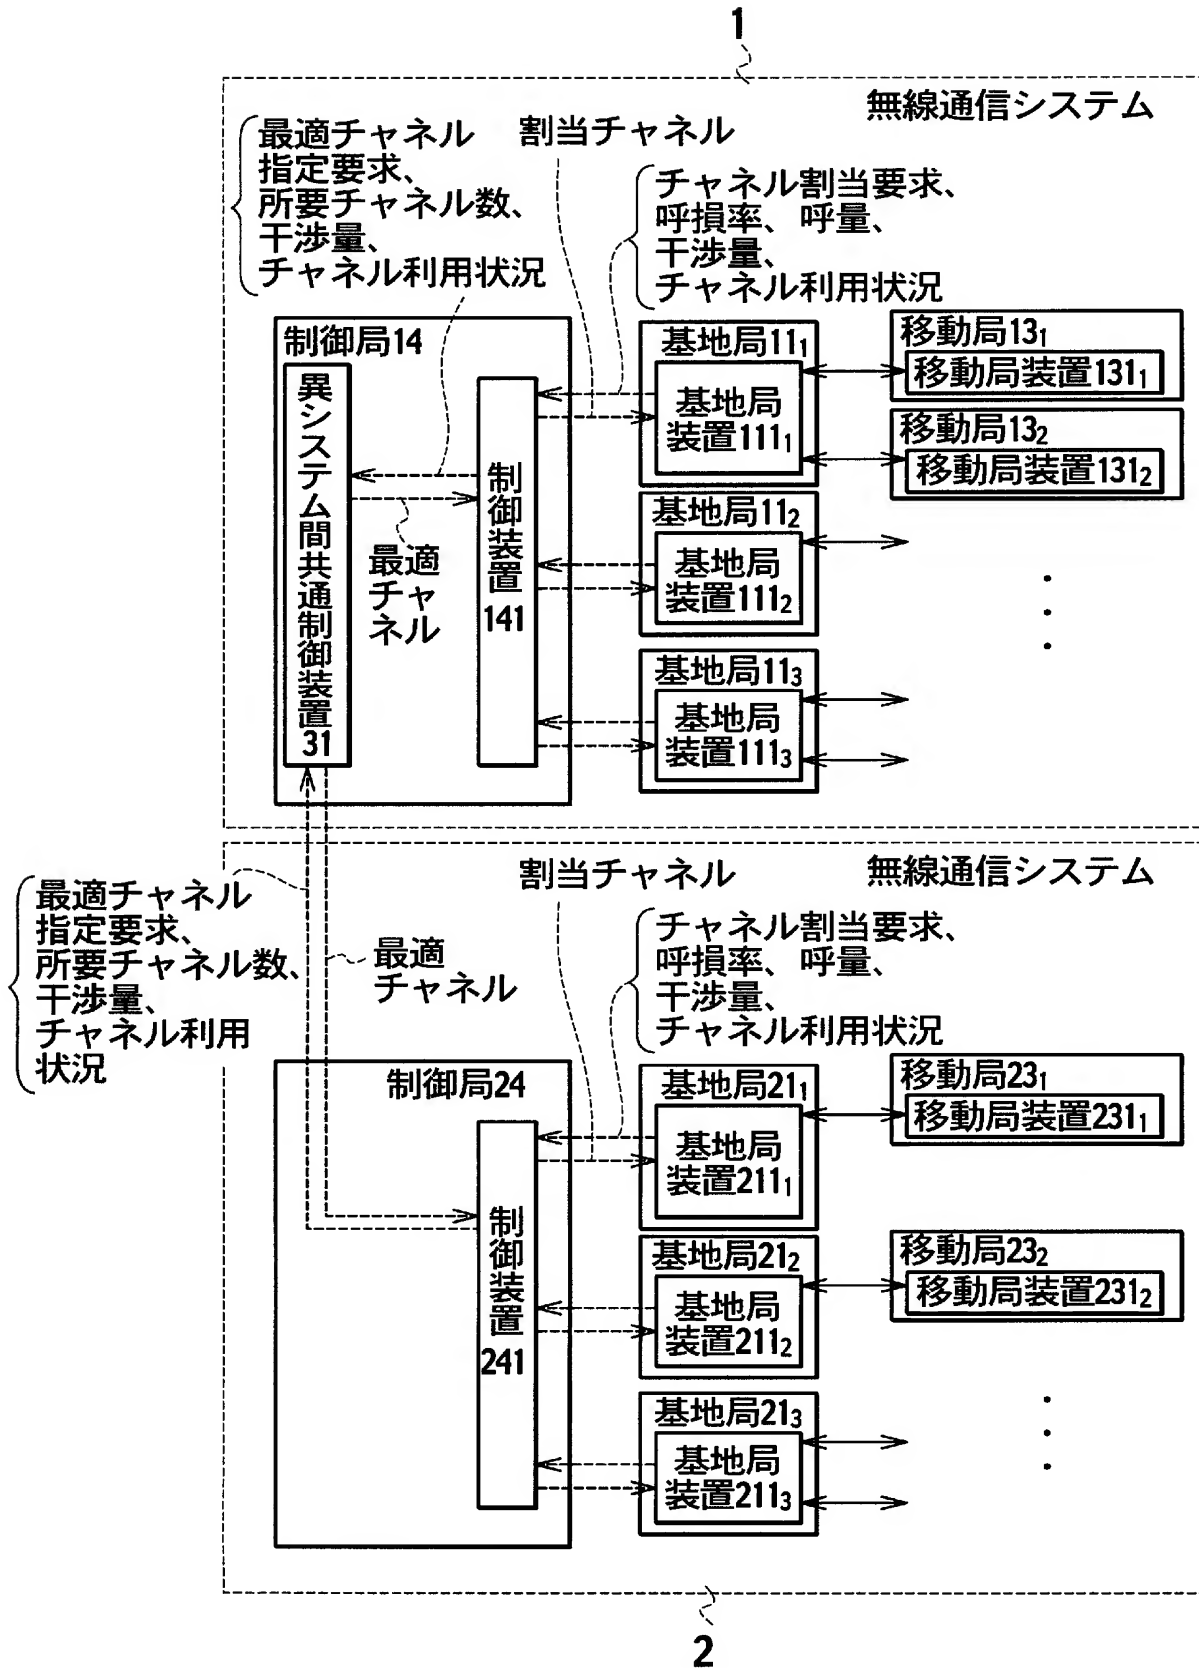 1
無線通信システム
最適チャネル
指定要求、
所要チャネル数、
干渉量、
チャネル利用状況
割当チャネル
チャネル割当要求、
呼損率、呼量、
干渉量、
チャネル利用状況
制御局14
異システム間共通制御装置31
最適
チャ
ネル
制御装置141
基地局11₁
基地局
装置111₁
移動局13₁
移動局装置131₁
移動局13₂
移動局装置131₂
基地局11₂
基地局
装置111₂
基地局11₃
基地局
装置111₃
無線通信システム
最適チャネル
指定要求、
所要チャネル数、
干渉量、
チャネル利用
状況
最適
チャネル
割当チャネル
チャネル割当要求、
呼損率、呼量、
干渉量、
チャネル利用状況
制御局24
制御装置241
基地局21₁
基地局
装置211₁
移動局23₁
移動局装置231₁
基地局21₂
基地局
装置211₂
移動局23₂
移動局装置231₂
基地局21₃
基地局
装置211₃
2